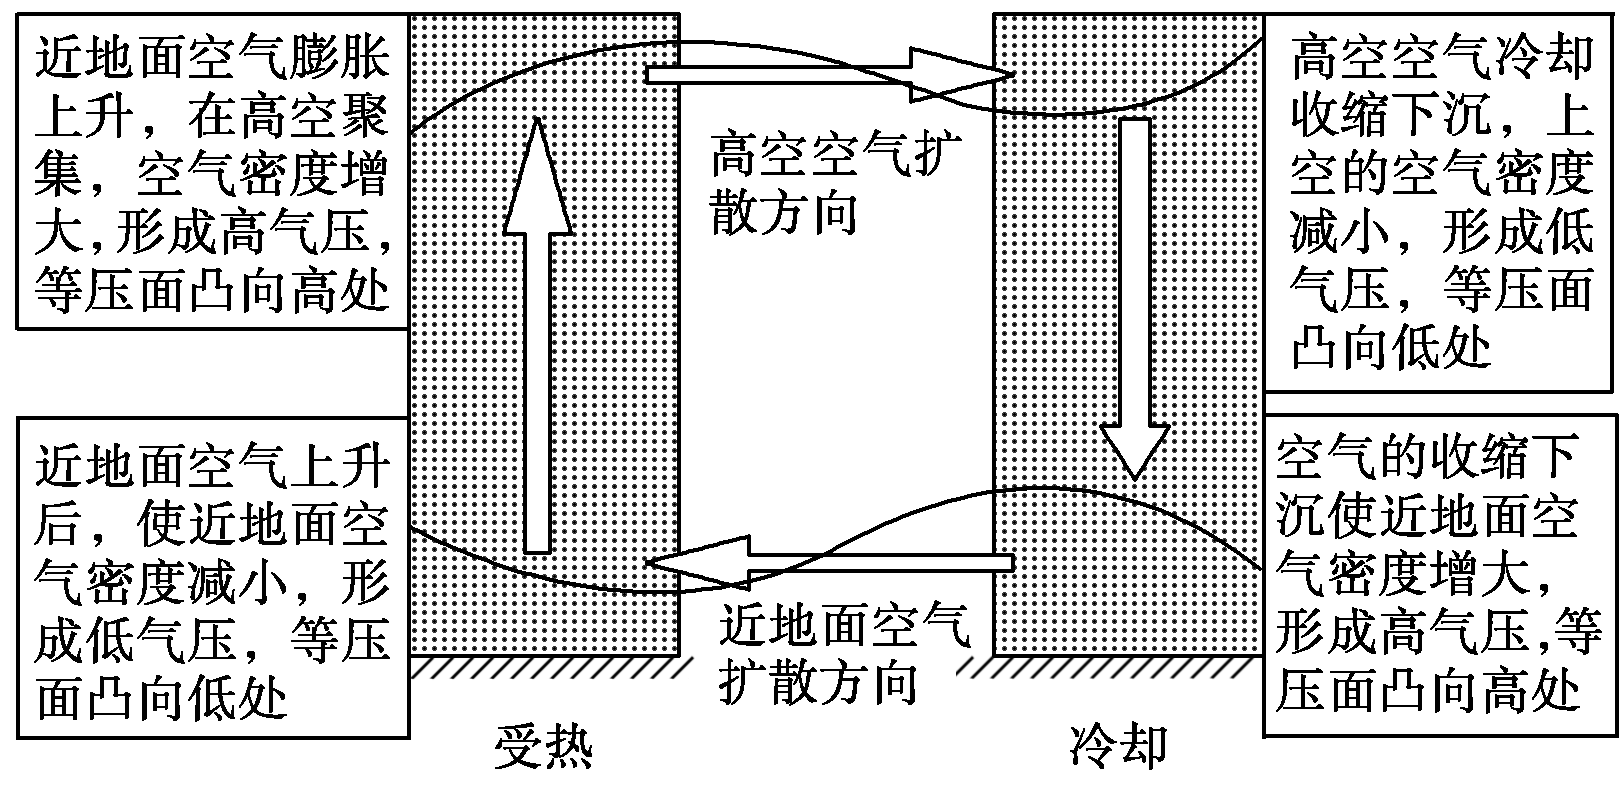 近地面空气膨胀
上升，在高空聚
集，空气密度增
大，形成高气压，
等压面凸向高处
高空空气扩
散方向
高空空气冷却
收缩下沉，上
空的空气密度
减小，形成低
气压，等压面
凸向低处
近地面空气上升
后，使近地面空
气密度减小，形
成低气压，等压
面凸向低处
近地面空气
扩散方向
空气的收缩下
沉使近地面空
气密度增大，
形成高气压，等
压面凸向高处
受热
冷却